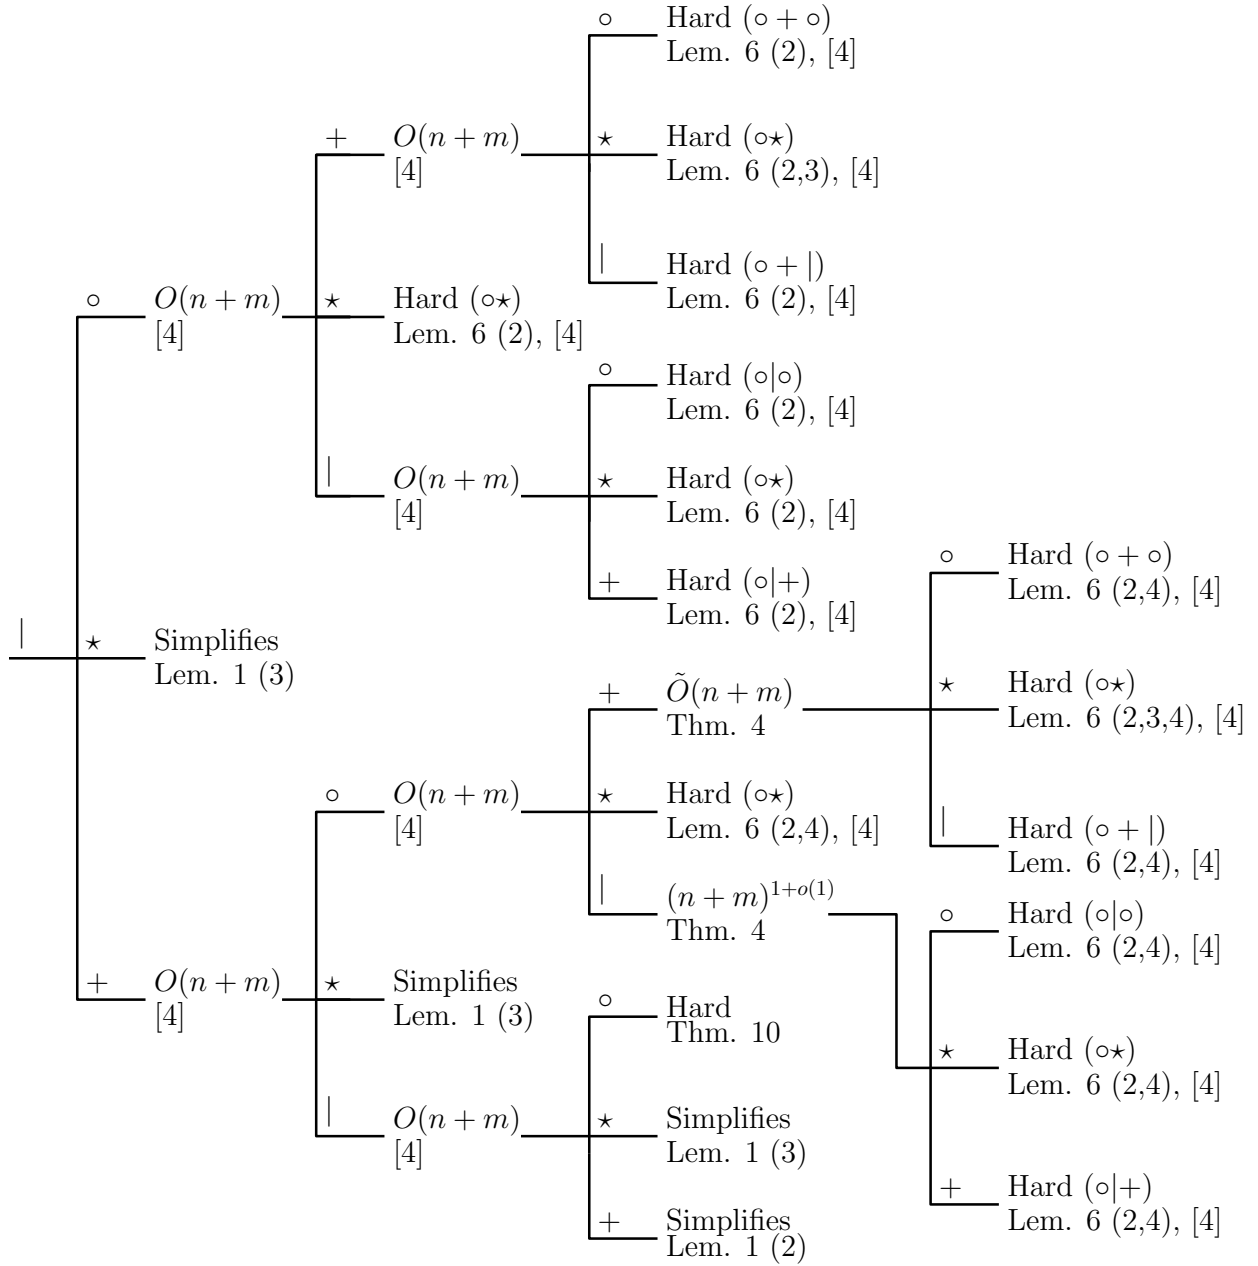 |
∘
O(n + m)
[4]
+
O(n + m)
[4]
∘
Hard (∘ + ∘)
Lem. 6 (2), [4]
⋆
Hard (∘⋆)
Lem. 6 (2,3), [4]
|
Hard (∘ + |)
Lem. 6 (2), [4]
⋆
Hard (∘⋆)
Lem. 6 (2), [4]
|
O(n + m)
[4]
∘
Hard (∘|∘)
Lem. 6 (2), [4]
⋆
Hard (∘⋆)
Lem. 6 (2), [4]
+
Hard (∘|+)
Lem. 6 (2), [4]
⋆
Simplifies
Lem. 1 (3)
+
O(n + m)
[4]
∘
O(n + m)
[4]
+
Õ(n + m)
Thm. 4
∘
Hard (∘ + ∘)
Lem. 6 (2,4), [4]
⋆
Hard (∘⋆)
Lem. 6 (2,3,4), [4]
|
Hard (∘ + |)
Lem. 6 (2,4), [4]
⋆
Hard (∘⋆)
Lem. 6 (2,4), [4]
|
(n + m)^{1+o(1)}
Thm. 4
∘
Hard (∘|∘)
Lem. 6 (2,4), [4]
⋆
Hard (∘⋆)
Lem. 6 (2,4), [4]
+
Hard (∘|+)
Lem. 6 (2,4), [4]
⋆
Simplifies
Lem. 1 (3)
|
O(n + m)
[4]
∘
Hard
Thm. 10
⋆
Simplifies
Lem. 1 (3)
+
Simplifies
Lem. 1 (2)